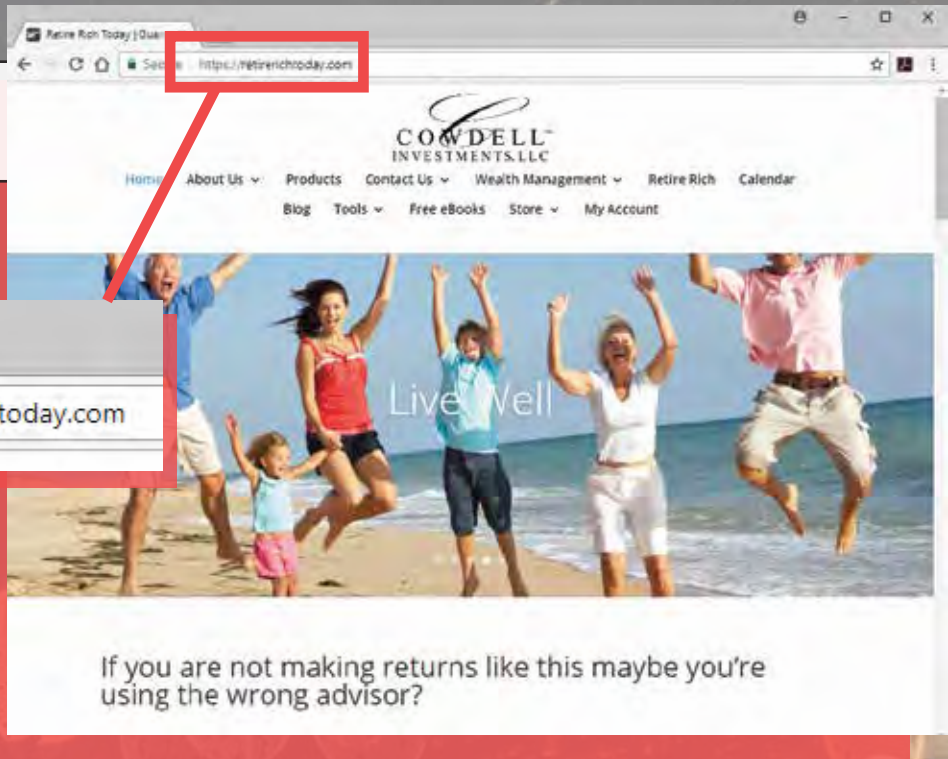 Retire Rich Today | Qua
Secure https://retirerichtoday.com
COWDELL
INVESTMENTS, LLC
Home About Us Products Contact Us Wealth Management Retire Rich Calendar
Blog Tools Free eBooks Store My Account
today.com
Live Well
If you are not making returns like this maybe you're
using the wrong advisor?